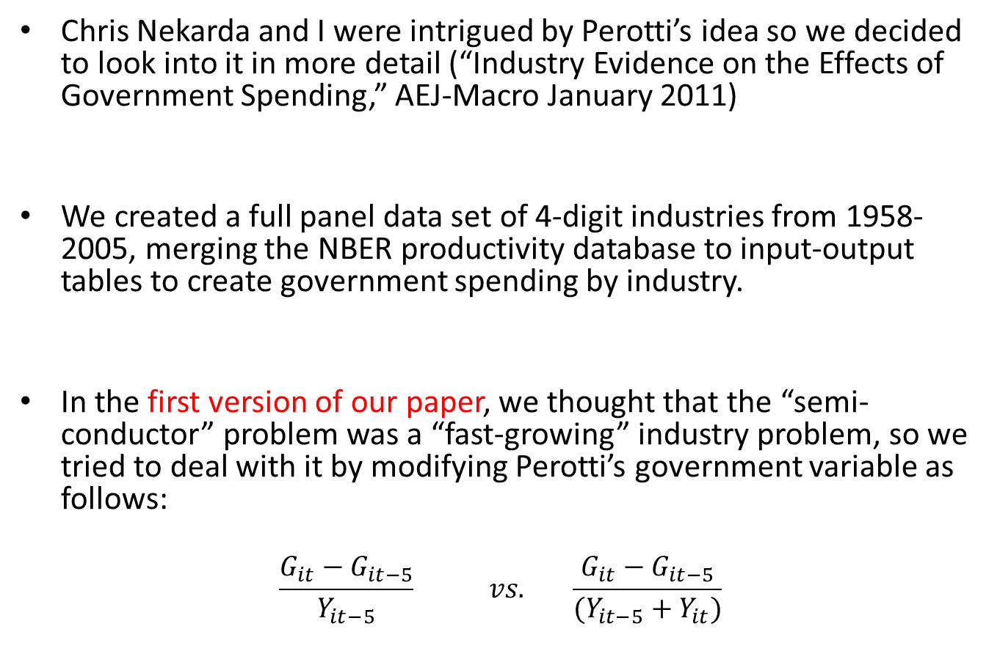 • Chris Nekarda and I were intrigued by Perotti’s idea so we decided
to look into it in more detail (“Industry Evidence on the Effects of
Government Spending,” AEJ-Macro January 2011)
• We created a full panel data set of 4-digit industries from 1958-
2005, merging the NBER productivity database to input-output
tables to create government spending by industry.
• In the first version of our paper, we thought that the “semi-
conductor” problem was a “fast-growing” industry problem, so we
tried to deal with it by modifying Perotti’s government variable as
follows:
G_{it} − G_{it−5} / Y_{it−5} vs. G_{it} − G_{it−5} / (Y_{it−5} + Y_{it})